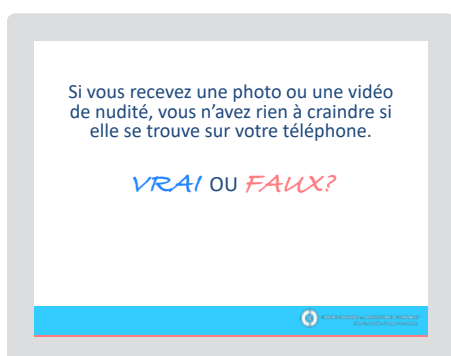 Si vous recevez une photo ou une vidéo
de nudité, vous n'avez rien à craindre si
elle se trouve sur votre téléphone.
VRAI OU FAUX?